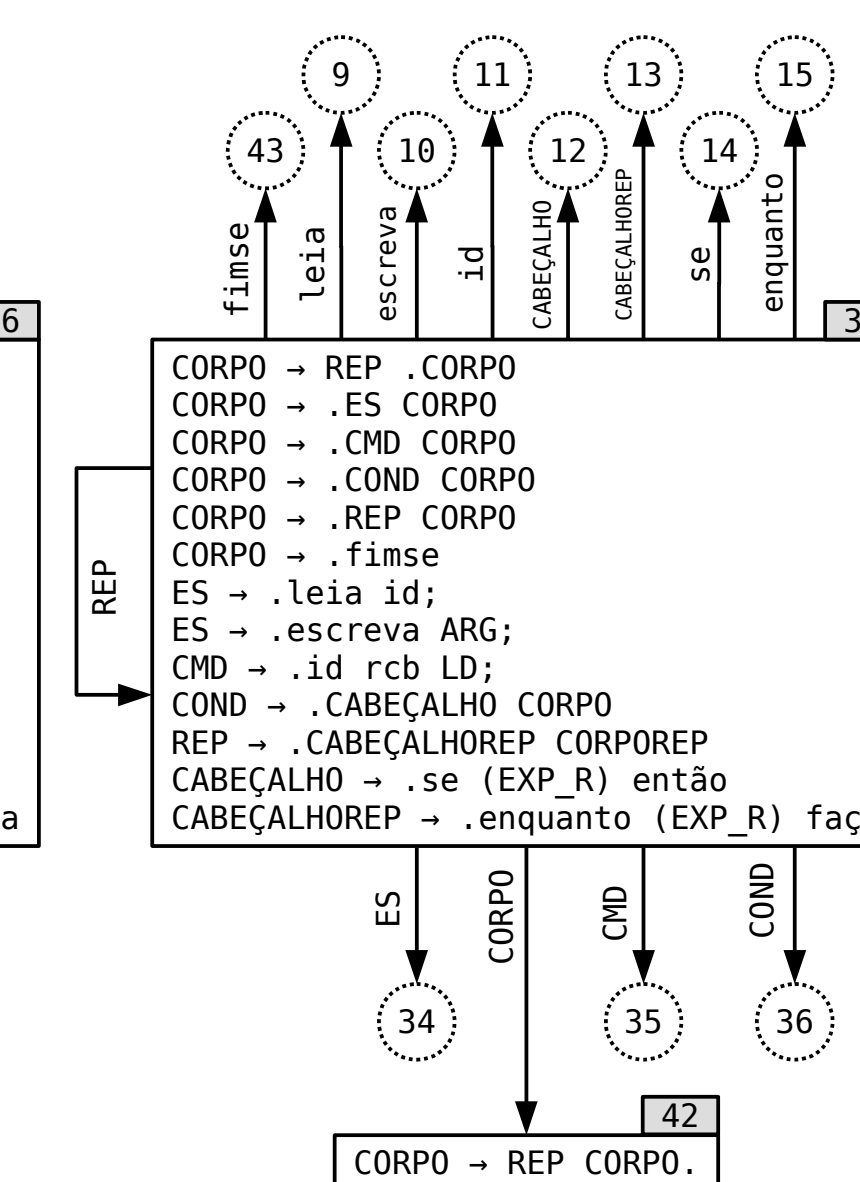 9
11
13
15
43
10
12
14
fimse
leia
escreva
id
CABEÇALHO
CABEÇALHOREP
se
enquanto
6
3
CORPO → REP .CORPO
CORPO → .ES CORPO
CORPO → .CMD CORPO
CORPO → .COND CORPO
CORPO → .REP CORPO
CORPO → .fimse
ES → .leia id;
ES → .escreva ARG;
CMD → .id rcb LD;
COND → .CABEÇALHO CORPO
REP → .CABEÇALHOREP CORPOREP
CABEÇALHO → .se (EXP_R) então
a
CABEÇALHOREP → .enquanto (EXP_R) faç
REP
ES
CORPO
CMD
COND
34
35
36
42
CORPO → REP CORPO.